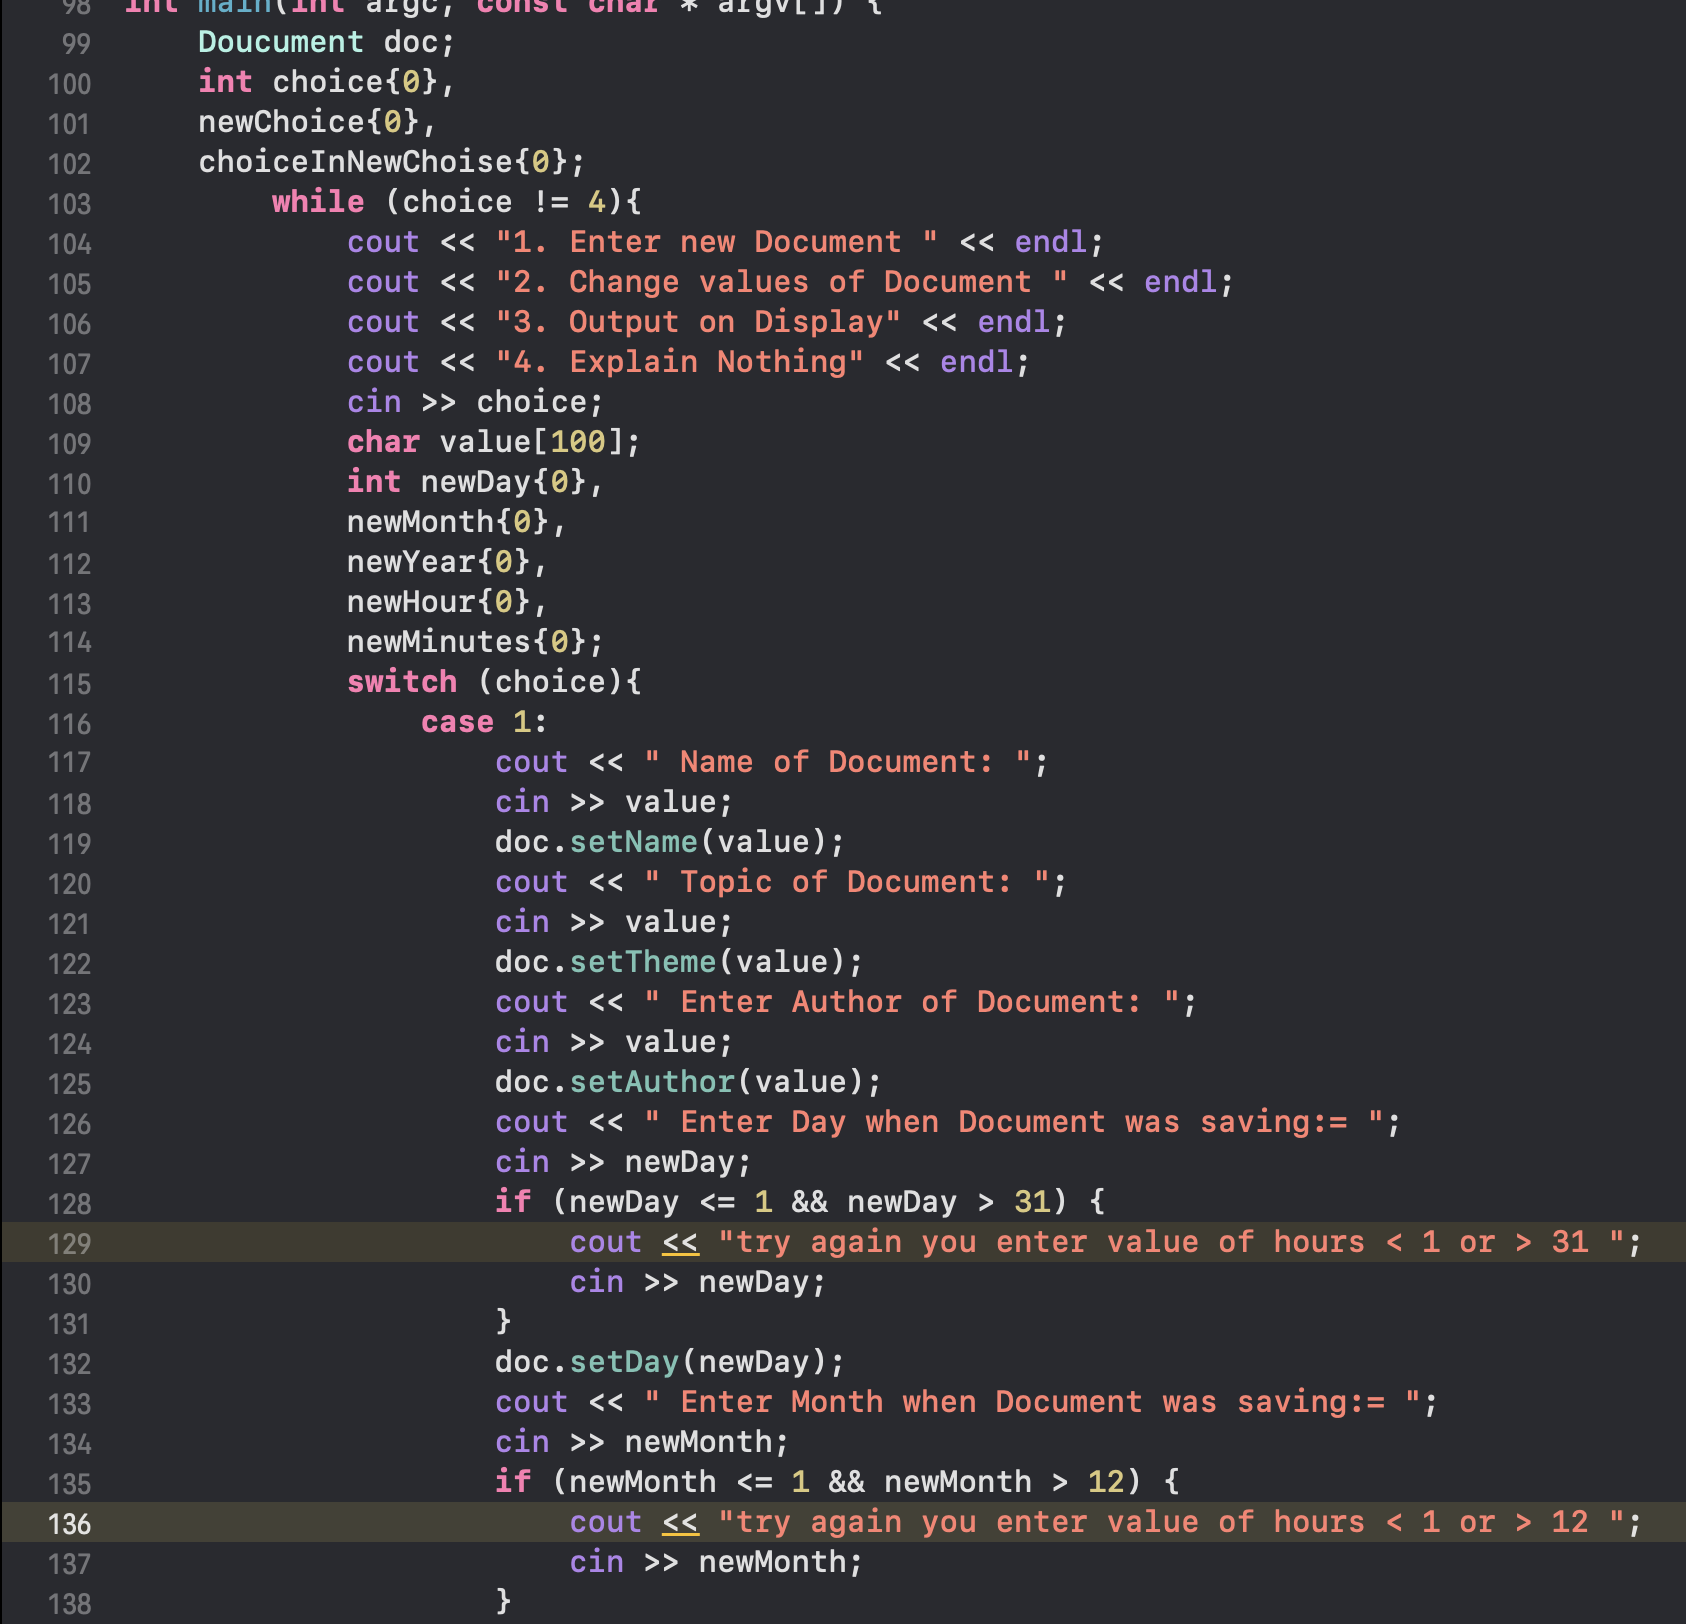 98 int main(int argc, const char * argv[]) {
99 Doucument doc;
100 int choice{0},
101 newChoice{0},
102 choiceInNewChoise{0};
103 while (choice != 4){
104 cout << "1. Enter new Document " << endl;
105 cout << "2. Change values of Document " << endl;
106 cout << "3. Output on Display" << endl;
107 cout << "4. Explain Nothing" << endl;
108 cin >> choice;
109 char value[100];
110 int newDay{0},
111 newMonth{0},
112 newYear{0},
113 newHour{0},
114 newMinutes{0};
115 switch (choice){
116 case 1:
117 cout << " Name of Document: ";
118 cin >> value;
119 doc.setName(value);
120 cout << " Topic of Document: ";
121 cin >> value;
122 doc.setTheme(value);
123 cout << " Enter Author of Document: ";
124 cin >> value;
125 doc.setAuthor(value);
126 cout << " Enter Day when Document was saving:= ";
127 cin >> newDay;
128 if (newDay <= 1 && newDay > 31) {
129 cout << "try again you enter value of hours < 1 or > 31 ";
130 cin >> newDay;
131 }
132 doc.setDay(newDay);
133 cout << " Enter Month when Document was saving:= ";
134 cin >> newMonth;
135 if (newMonth <= 1 && newMonth > 12) {
136 cout << "try again you enter value of hours < 1 or > 12 ";
137 cin >> newMonth;
138 }